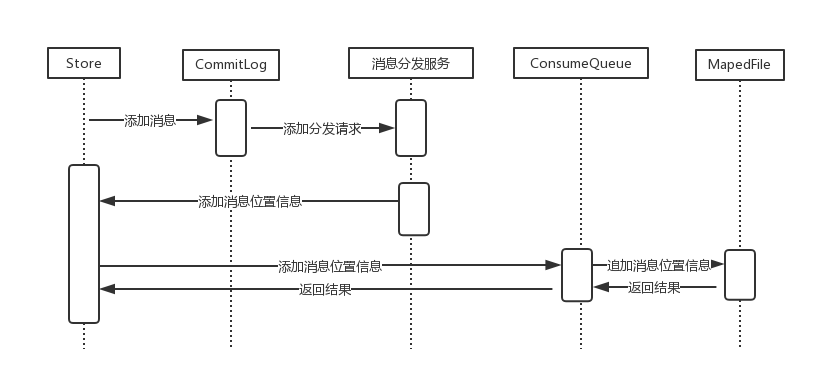 Store
CommitLog
消息分发服务
ConsumeQueue
MapedFile
添加消息
添加分发请求
添加消息位置信息
添加消息位置信息
追加消息位置信息
返回结果
返回结果